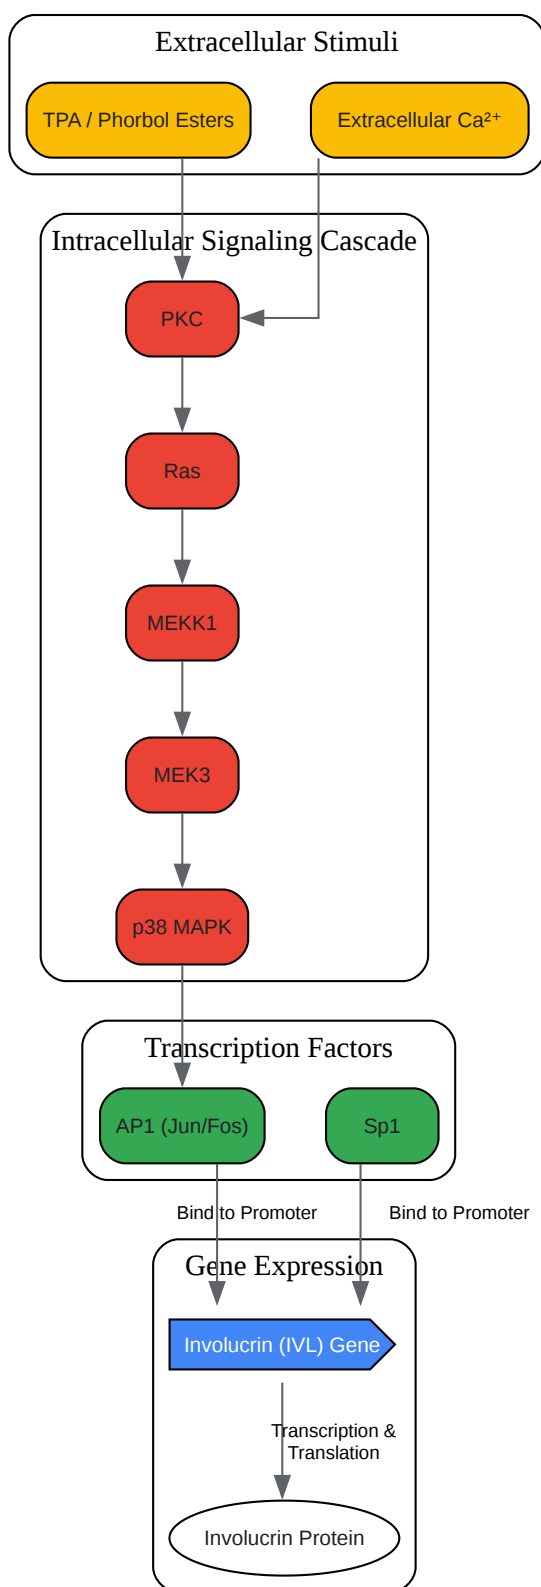 Extracellular Stimuli
TPA / Phorbol Esters
Extracellular Ca²⁺
Intracellular Signaling Cascade
PKC
Ras
MEKK1
MEK3
p38 MAPK
Transcription Factors
AP1 (Jun/Fos)
Sp1
Bind to Promoter
Bind to Promoter
Gene Expression
Involucrin (IVL) Gene
Transcription &
Translation
Involucrin Protein